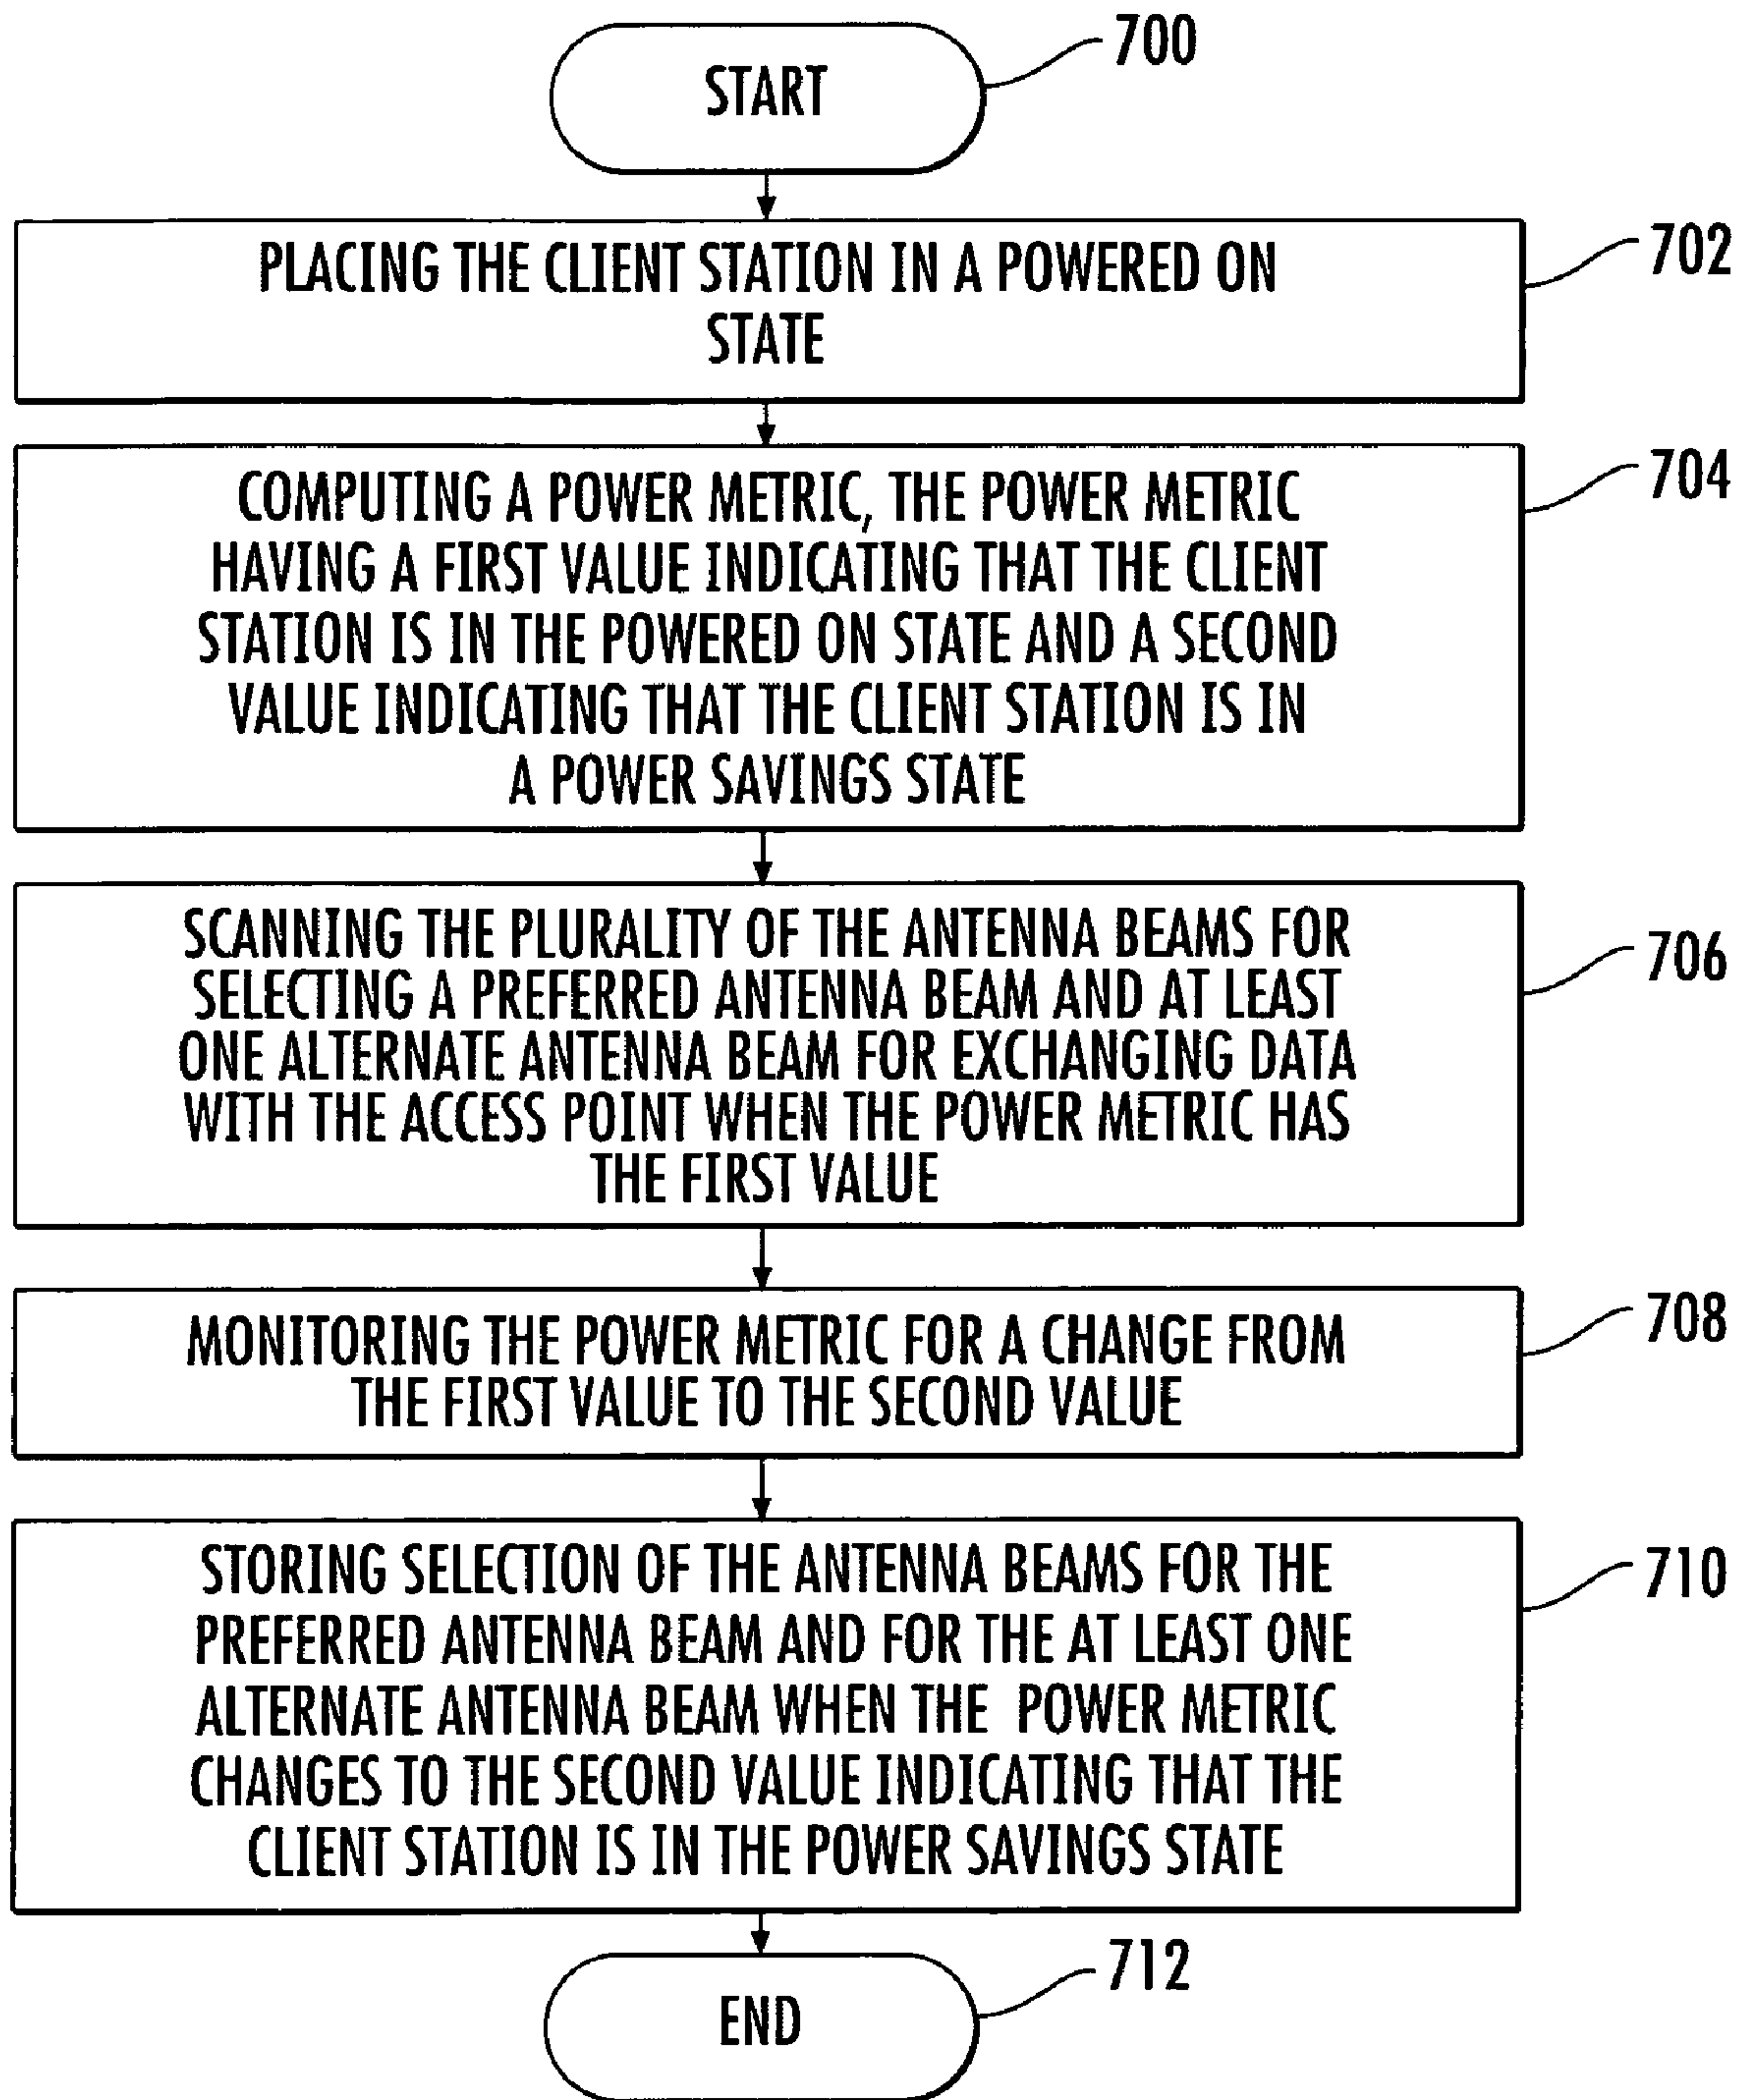 START
700
PLACING THE CLIENT STATION IN A POWERED ON
STATE
702
COMPUTING A POWER METRIC, THE POWER METRIC
HAVING A FIRST VALUE INDICATING THAT THE CLIENT
STATION IS IN THE POWERED ON STATE AND A SECOND
VALUE INDICATING THAT THE CLIENT STATION IS IN
A POWER SAVINGS STATE
704
SCANNING THE PLURALITY OF THE ANTENNA BEAMS FOR
SELECTING A PREFERRED ANTENNA BEAM AND AT LEAST
ONE ALTERNATE ANTENNA BEAM FOR EXCHANGING DATA
WITH THE ACCESS POINT WHEN THE POWER METRIC HAS
THE FIRST VALUE
706
MONITORING THE POWER METRIC FOR A CHANGE FROM
THE FIRST VALUE TO THE SECOND VALUE
708
STORING SELECTION OF THE ANTENNA BEAMS FOR THE
PREFERRED ANTENNA BEAM AND FOR THE AT LEAST ONE
ALTERNATE ANTENNA BEAM WHEN THE POWER METRIC
CHANGES TO THE SECOND VALUE INDICATING THAT THE
CLIENT STATION IS IN THE POWER SAVINGS STATE
710
END
712